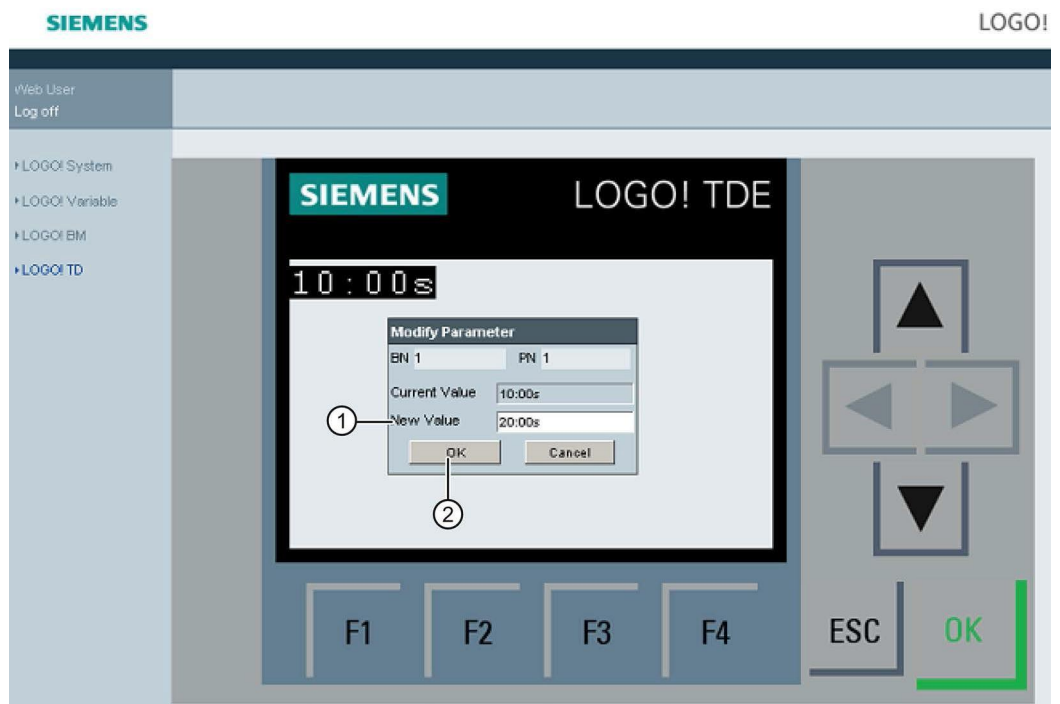 SIEMENS LOGO!
Web User
Log off
LOGO! System
LOGO! Variable
LOGO! BM
LOGO! TD
SIEMENS LOGO! TDE
10:00s
Modify Parameter
BN 1 PN 1
Current Value 10:00s
1 New Value 20:00s
OK Cancel
2
F1 F2 F3 F4 ESC OK